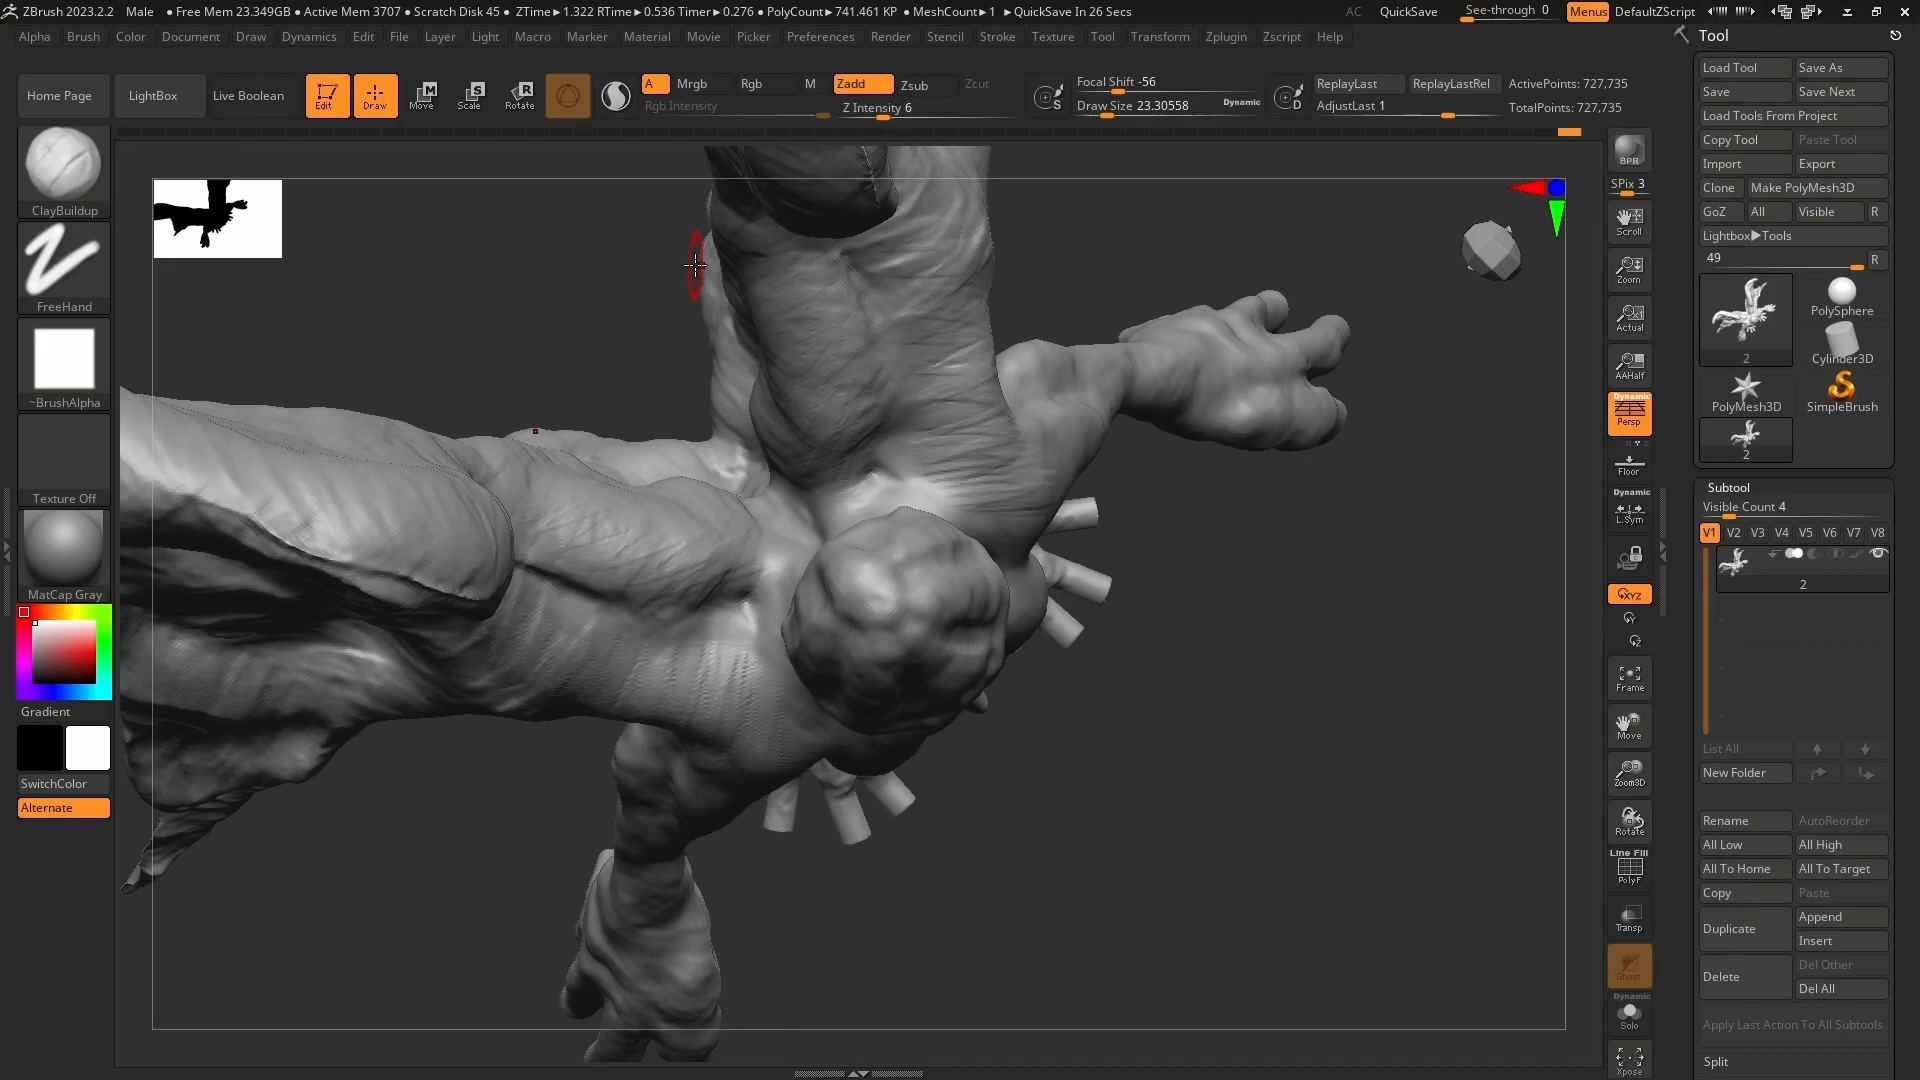 ZBrush 2023.2.2 Male • Free Mem 23.349GB • Active Mem 3707 • Scratch Disk 45 • ZTime►1.322 RTime►0.536 Timer►0.276 • PolyCount►741.461 KP • MeshCount►1 ►QuickSave In 26 Secs AC QuickSave See-through 0 Menus DefaultZScript
Alpha Brush Color Document Draw Dynamics Edit File Layer Light Macro Marker Material Movie Picker Preferences Render Stencil Stroke Texture Tool Transform Zplugin Zscript Help
Home Page LightBox Live Boolean Edit Draw Move Scale Rotate
A Mrgb Rgb M Zadd Zsub Zcut
Rgb Intensity Z Intensity 6
Focal Shift -56
Draw Size 23.30558 Dynamic
S D
ReplayLast ReplayLastRel
AdjustLast 1
ActivePoints: 727,735
TotalPoints: 727,735
ClayBuildup
FreeHand
~BrushAlpha
Texture Off
MatCap Gray
Gradient
SwitchColor
Alternate
BPR
SPix 3
Scroll
Zoom
Actual
AAHalf
Dynamic
Persp
Floor
Dynamic
L.Sym
XYZ
Frame
Move
Zoom3D
Rotate
Line Fill
PolyF
Transp
Ghost
Dynamic
Solo
Xpose
Tool
Load Tool Save As
Save Save Next
Load Tools From Project
Copy Tool Paste Tool
Import Export
Clone Make PolyMesh3D
GoZ All Visible R
Lightbox►Tools
49 R
2 PolySphere
Cylinder3D
PolyMesh3D SimpleBrush
2
Subtool
Visible Count 4
V1 V2 V3 V4 V5 V6 V7 V8
2
List All
New Folder
Rename AutoReorder
All Low All High
All To Home All To Target
Copy Paste
Duplicate Append
Insert
Delete Del Other
Del All
Apply Last Action To All Subtools
Split